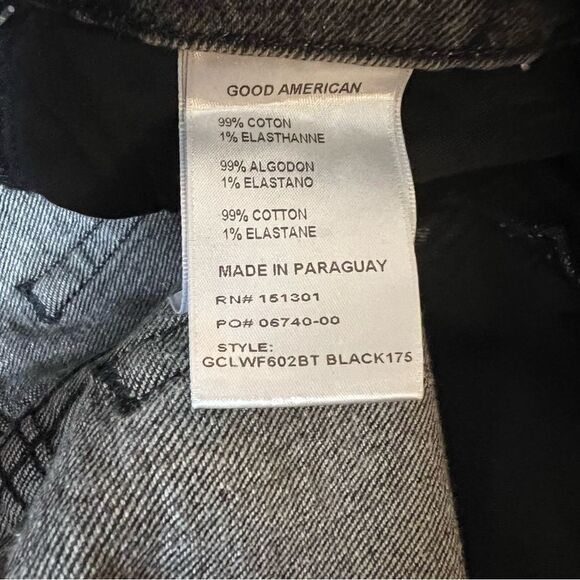 GOOD AMERICAN
99% COTON
1% ELASTHANNE
99% ALGODON
1% ELASTANO
99% COTTON
1% ELASTANE
MADE IN PARAGUAY
RN# 151301
PO# 06740-00
STYLE:
GCLWF602BT BLACK175